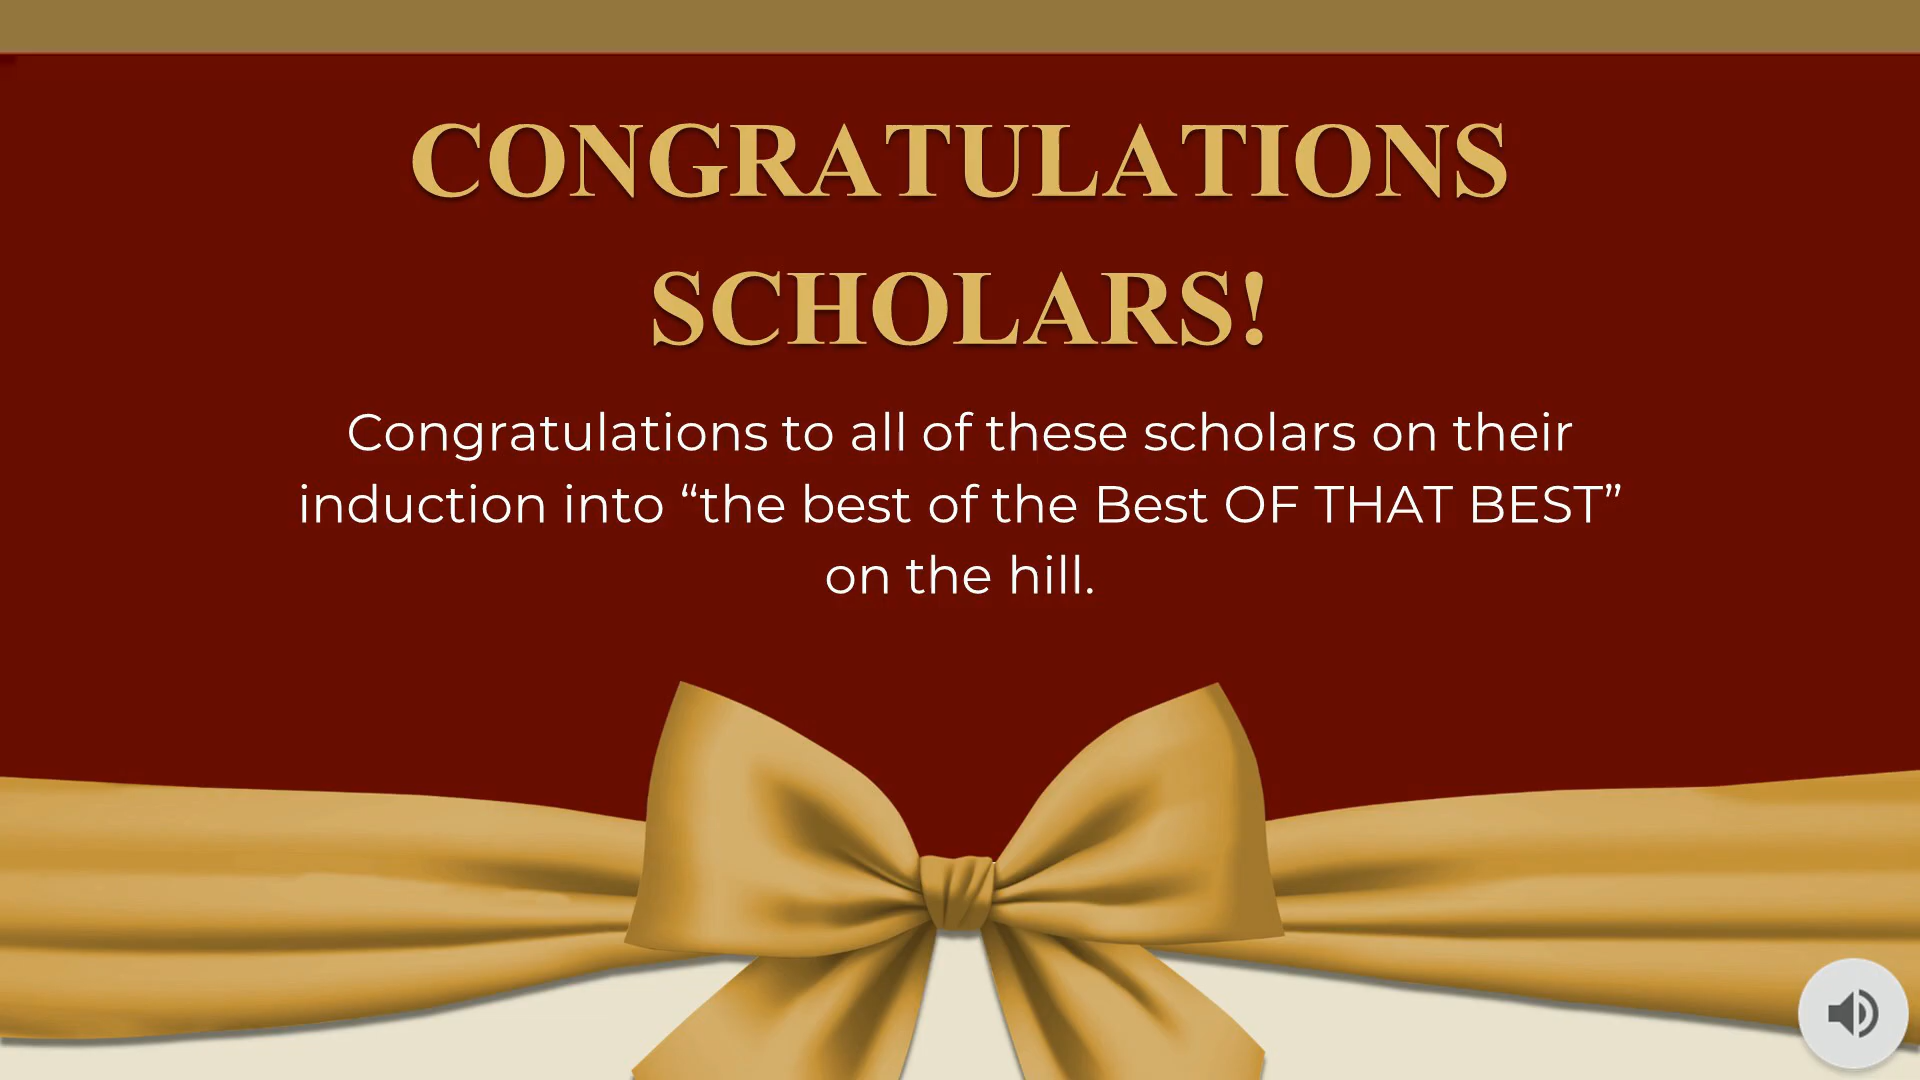 CONGRATULATIONS
SCHOLARS!
Congratulations to all of these scholars on their
induction into “the best of the Best OF THAT BEST”
on the hill.